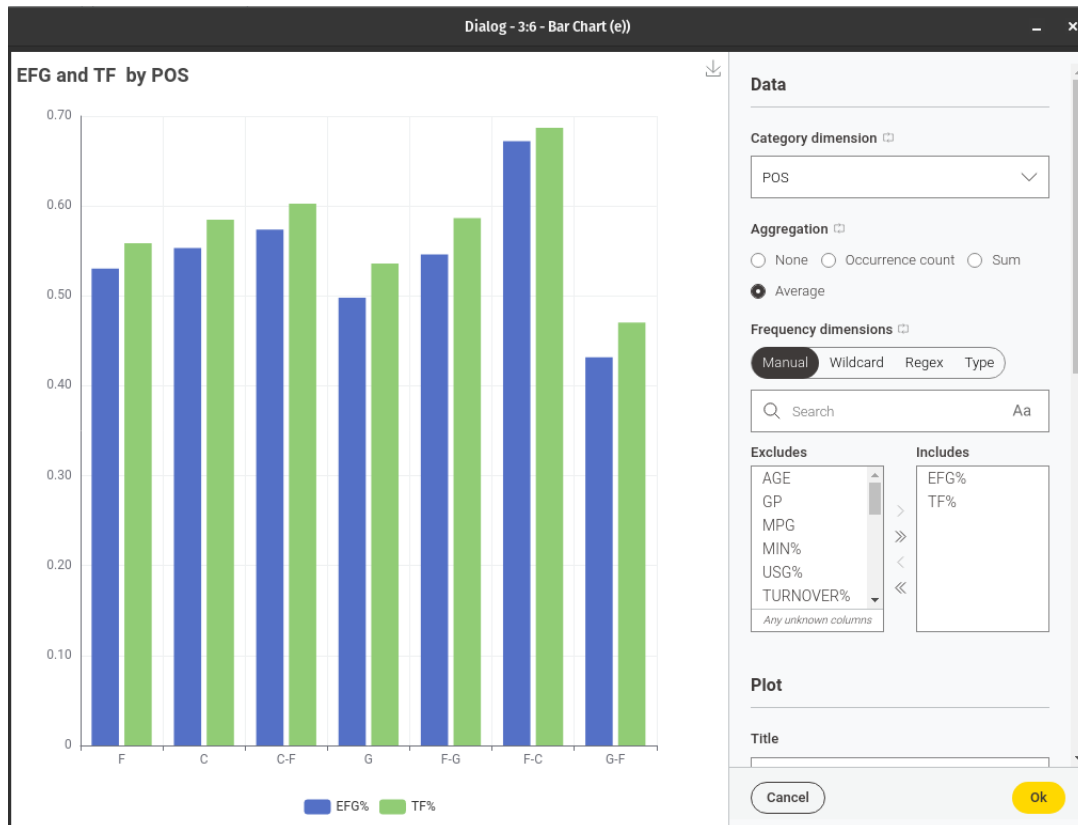 Dialog - 3:6 - Bar Chart (e))
EFG and TF  by POS
0.70
0.60
0.50
0.40
0.30
0.20
0.10
0
F C C-F G F-G F-C G-F
EFG% TF%
Data
Category dimension
POS
Aggregation
None Occurrence count Sum
Average
Frequency dimensions
Manual Wildcard Regex Type
Search Aa
Excludes Includes
AGE EFG%
GP TF%
MPG
MIN%
USG%
TURNOVER%
Any unknown columns
Plot
Title
Cancel Ok